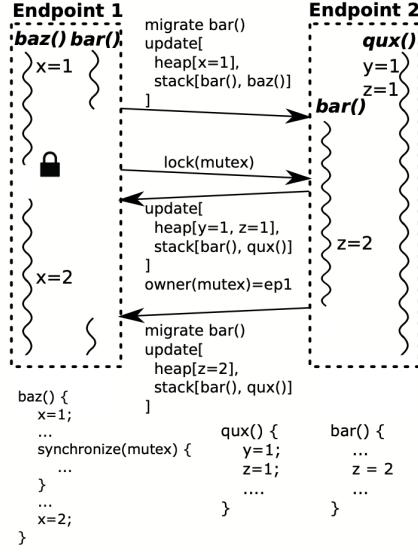 Endpoint 1
Endpoint 2
baz() bar()
qux()
x=1
migrate bar()
update[
heap[x=1],
stack[bar(), baz()]
]
y=1
z=1
bar()
lock(mutex)
update[
heap[y=1, z=1],
stack[bar(), qux()]
]
owner(mutex)=ep1
z=2
x=2
migrate bar()
update[
heap[z=2],
stack[bar(), qux()]
]
baz() {
x=1;
...
synchronize(mutex) {
...
}
...
x=2;
}
qux() {
y=1;
z=1;
....
}
bar() {
...
z = 2
...
}